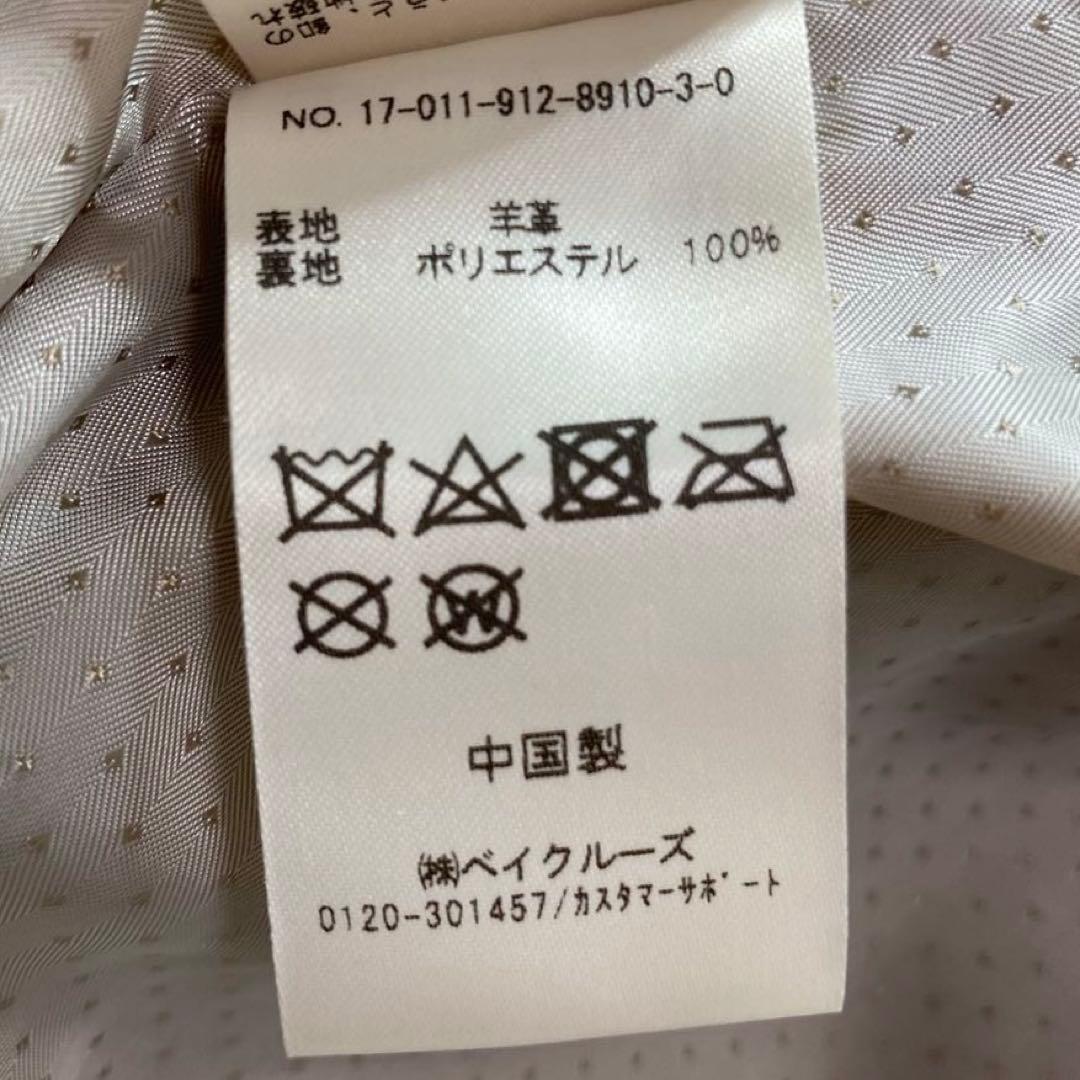 釦の
NO. 17-011-912-8910-3-0
表地 羊革
裏地 ポリエステル 100%
W
中国製
㈱ベイクルーズ
0120-301457/カスタマーサポート